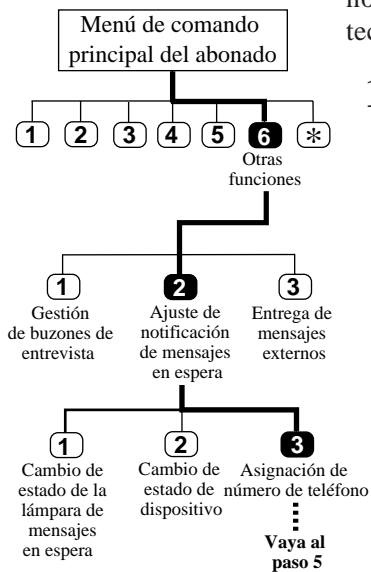 Menú de comando
principal del abonado
1 2 3 4 5 6 *
Otras
funciones
1 2 3
Gestión
de buzones de
entrevista
Ajuste de
notificación
de mensajes
en espera
Entrega de
mensajes
externos
1 2 3
Cambio de
estado de la
lámpara de
mensajes
en espera
Cambio de
estado de
dispositivo
Asignación de
número de teléfono
Vaya al
paso 5